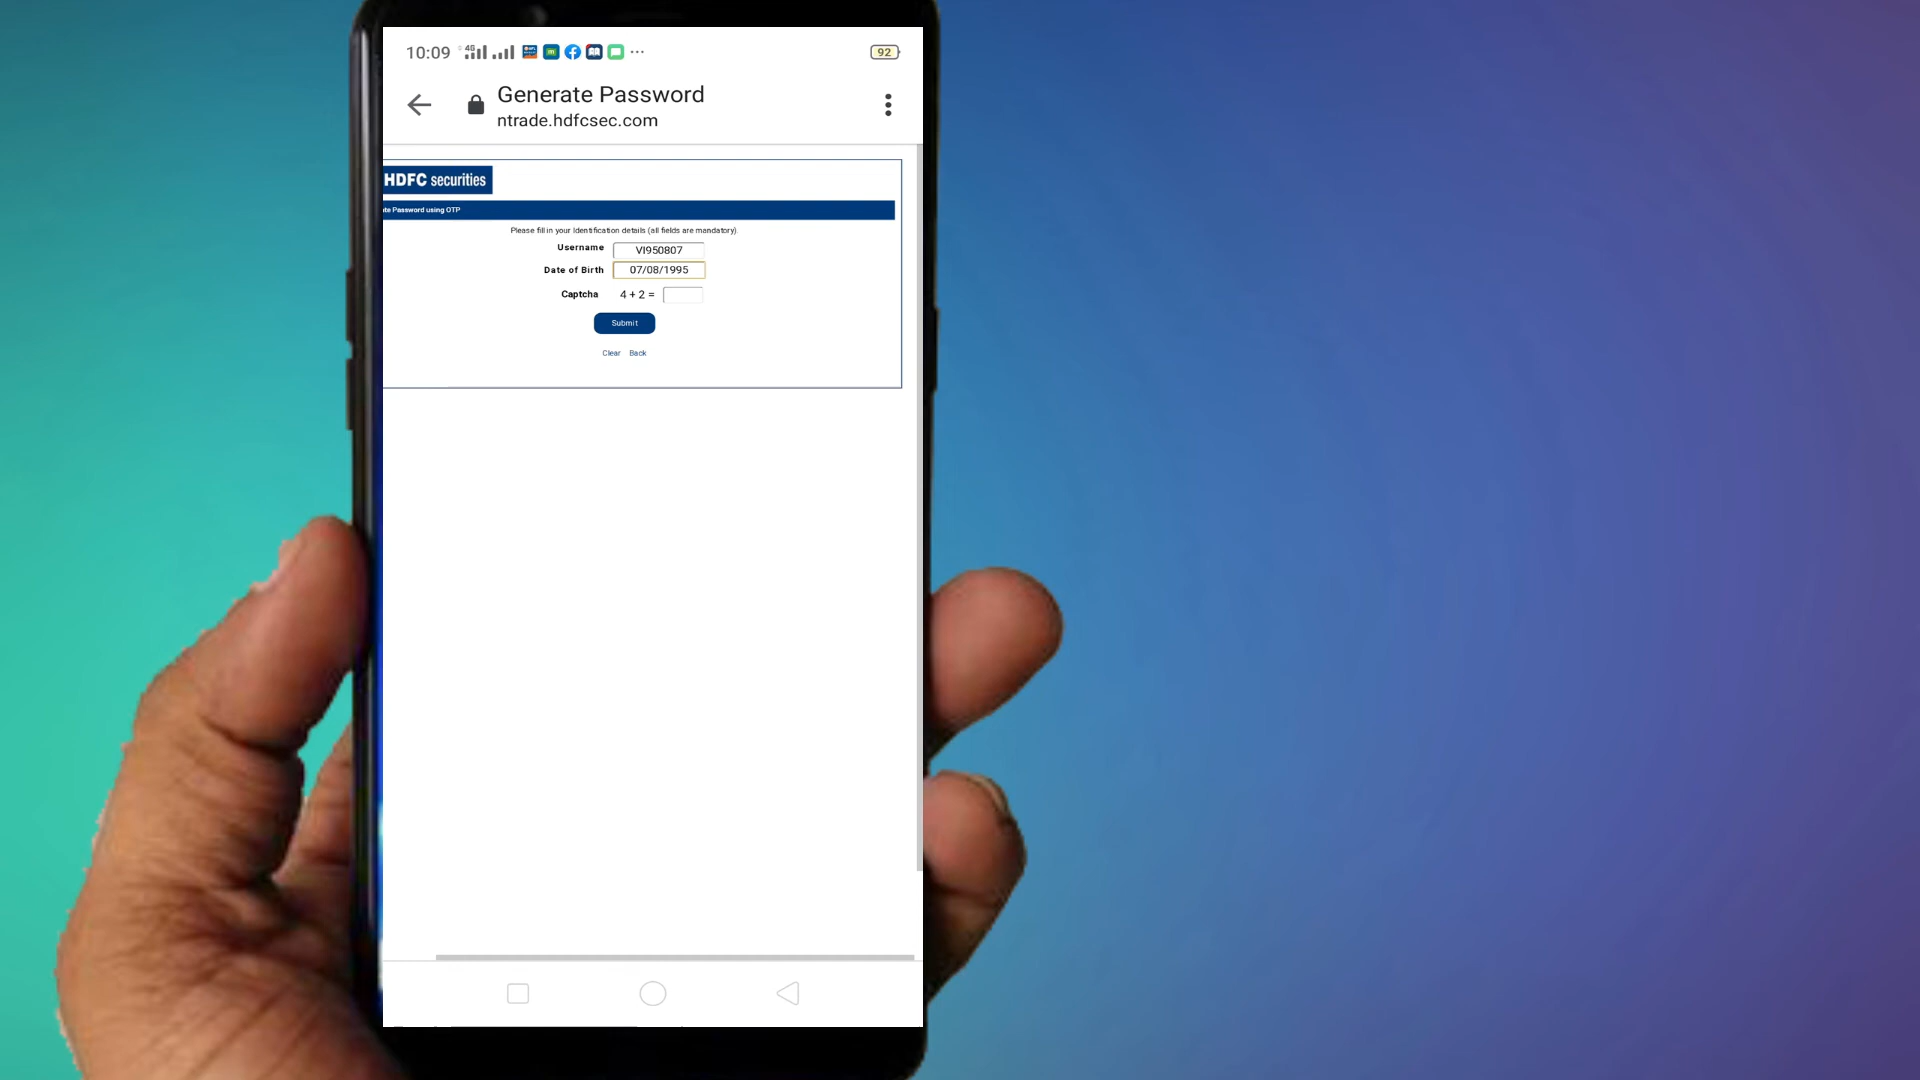 10:09 4G 92
Generate Password
ntrade.hdfcsec.com
HDFC securities
te Password using OTP
Please fill in your Identification details (all fields are mandatory).
Username VI950807
Date of Birth 07/08/1995
Captcha 4 + 2 =
Submit
Clear Back